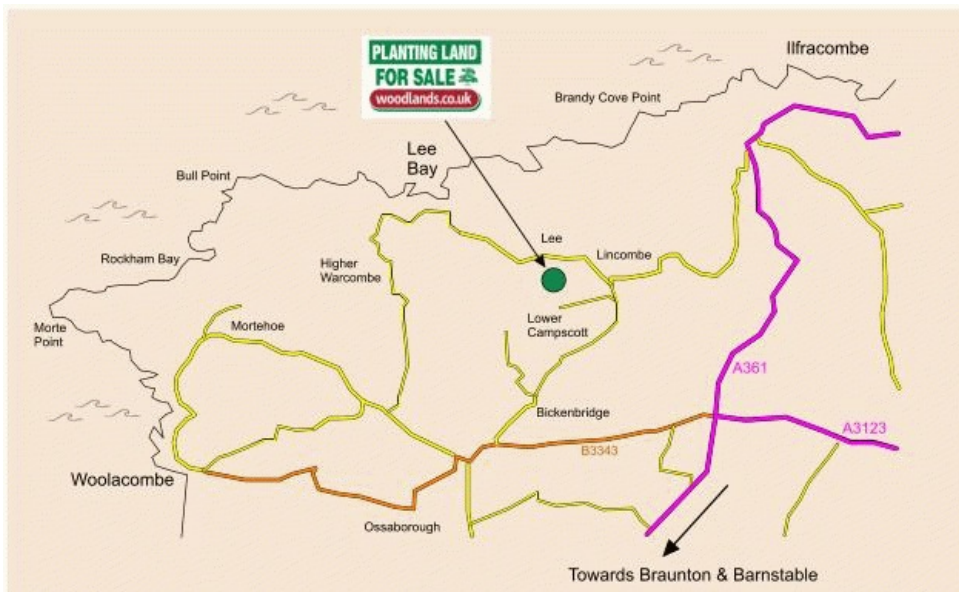 PLANTING LAND
FOR SALE
woodlands.co.uk
Ilfracombe
Brandy Cove Point
Lee
Bay
Bull Point
Lee
Lincombe
Rockham Bay
Higher
Warcombe
Morte
Point
Mortehoe
Lower
Campscott
A361
Bickenbridge
A3123
B3343
Woolacombe
Ossaborough
Towards Braunton & Barnstable